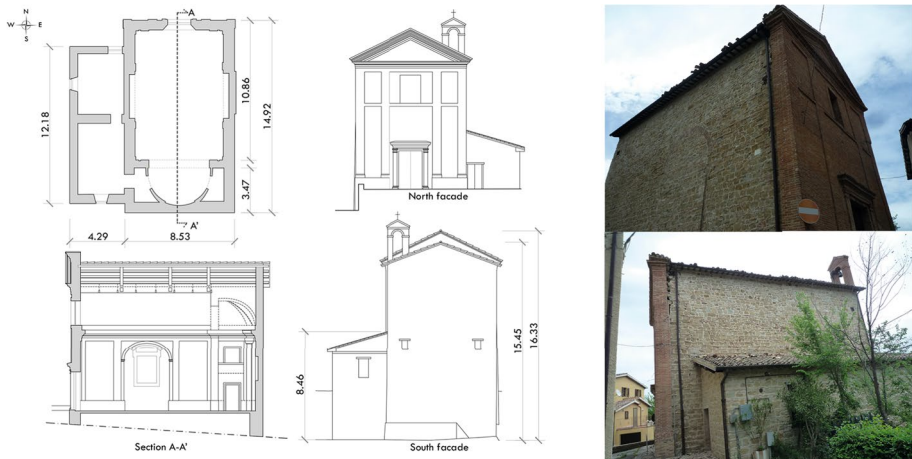 N
W E
S
A
12.18
10.86
14.92
3.47
A'
4.29
8.53
North facade
8.46
15.45
16.33
Section A-A'
South facade